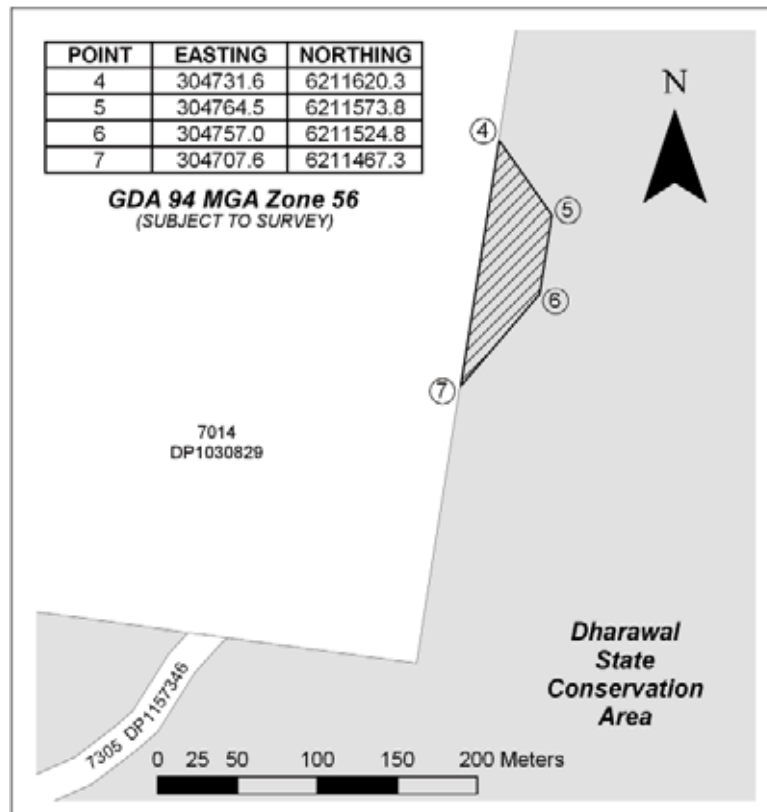 POINT EASTING NORTHING
4 304731.6 6211620.3
5 304764.5 6211573.8
6 304757.0 6211524.8
7 304707.6 6211467.3
GDA 94 MGA Zone 56
(SUBJECT TO SURVEY)
N
4
5
6
7
7014
DP1030829
Dharawal
State
Conservation
Area
7305 DP1157346
0 25 50 100 150 200 Meters